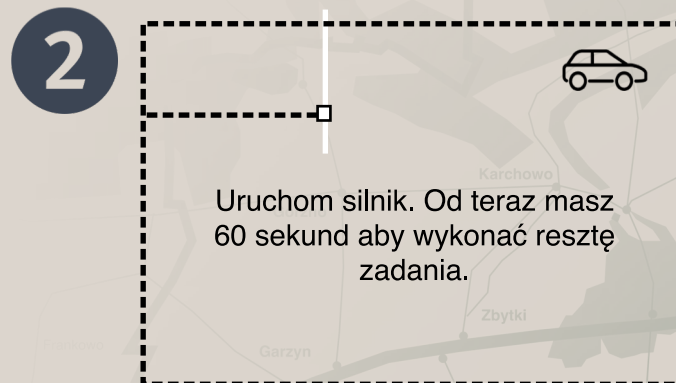 2
Karchowo
Uruchom silnik. Od teraz masz
60 sekund aby wykonać resztę
zadania.
Zbytki
Garzyn